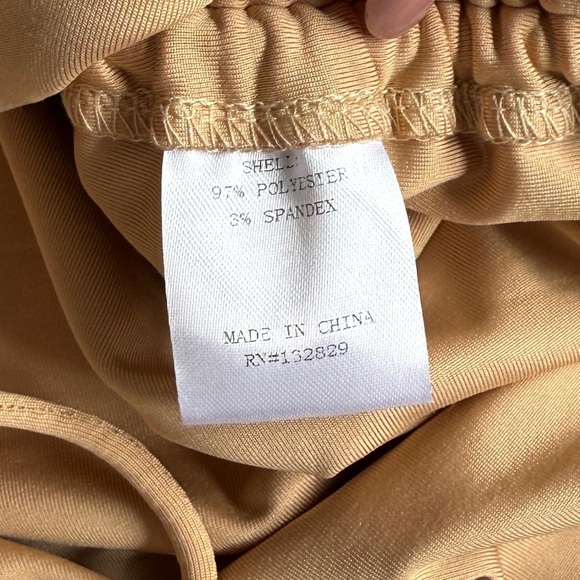 SHELL:
97% POLYESTER
3% SPANDEX
MADE IN CHINA
RN#132829